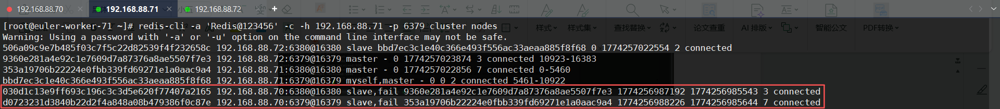 192.168.88.70 × 192.168.88.71 × 192.168.88.72 +
[root@euler-worker-71 ~]# redis-cli -a 'Redis@123456' -c -h 192.168.88.71 -p 6379 cluster nodes
样式 样式集 查找替换 论文查重 AI 排版 智能公文 PDF转换
Warning: Using a password with '-a' or '-u' option on the command line interface may not be safe.
506a09c9e7b485f03c7f5c22d82539f4f232658c 192.168.88.72:6380@16380 slave bbd7ec3c1e40c366e493f556ac33aeaa885f8f68 0 1774257022554 2 connected
9360e281a4e92c1e7609d7a87376a8ae5507f7e3 192.168.88.72:6379@16379 master - 0 1774257023874 3 connected 10923-16383
353a19706b22224e0fbb339fd69271e1a0aac9a4 192.168.88.71:6380@16380 master - 0 1774257022856 7 connected 0-5460
bbd7ec3c1e40c366e493f556ac33aeaa885f8f68 192.168.88.71:6379@16379 myself,master - 0 0 2 connected 5461-10922
030d1c13e9ff693c196c3c3d5e620f77407a2165 192.168.88.70:6380@16380 slave,fail 9360e281a4e92c1e7609d7a87376a8ae5507f7e3 1774256987192 1774256985543 3 connected
d0723231d3840b22d2f4a848a08b479386f0c87e 192.168.88.70:6379@16379 slave,fail 353a19706b22224e0fbb339fd69271e1a0aac9a4 1774256988226 1774256985644 7 connected